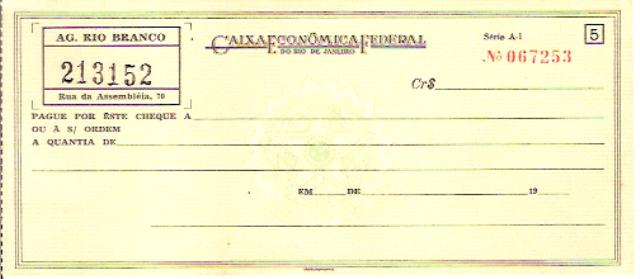 AG. RIO BRANCO
213152
Rua da Assembléia, 70
CAIXA ECONÔMICA FEDERAL
DO RIO DE JANEIRO
Série A-1
5
Nº 067253
Cr$
PAGUE POR ÊSTE CHEQUE A
OU À S/ ORDEM
A QUANTIA DE
EM DE 19